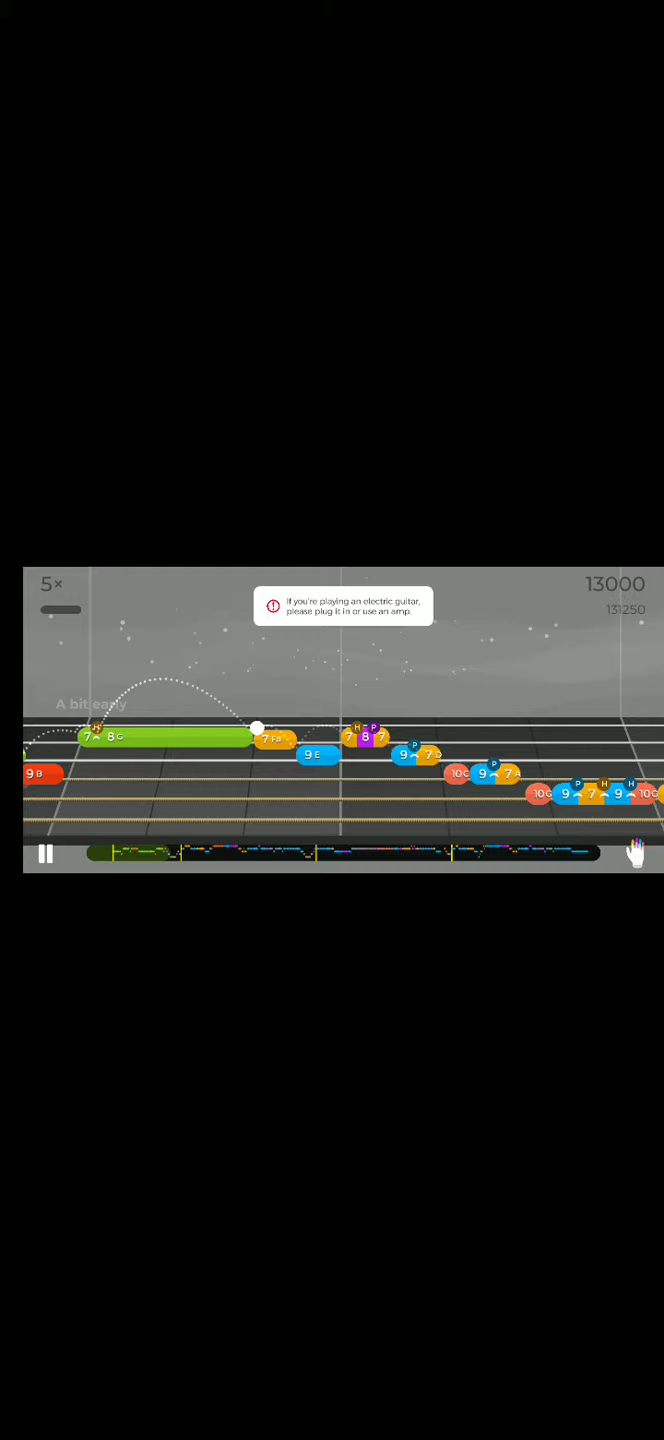 5×
13000
If you're playing an electric guitar,
please plug it in or use an amp.
131250
A bit early
H
7 8 G
7 F#
9 E
H P
7 8 7
P
9 7 D
9 B
P
10 C 9 7 A
P H H
10 G 9 7 9 10 G